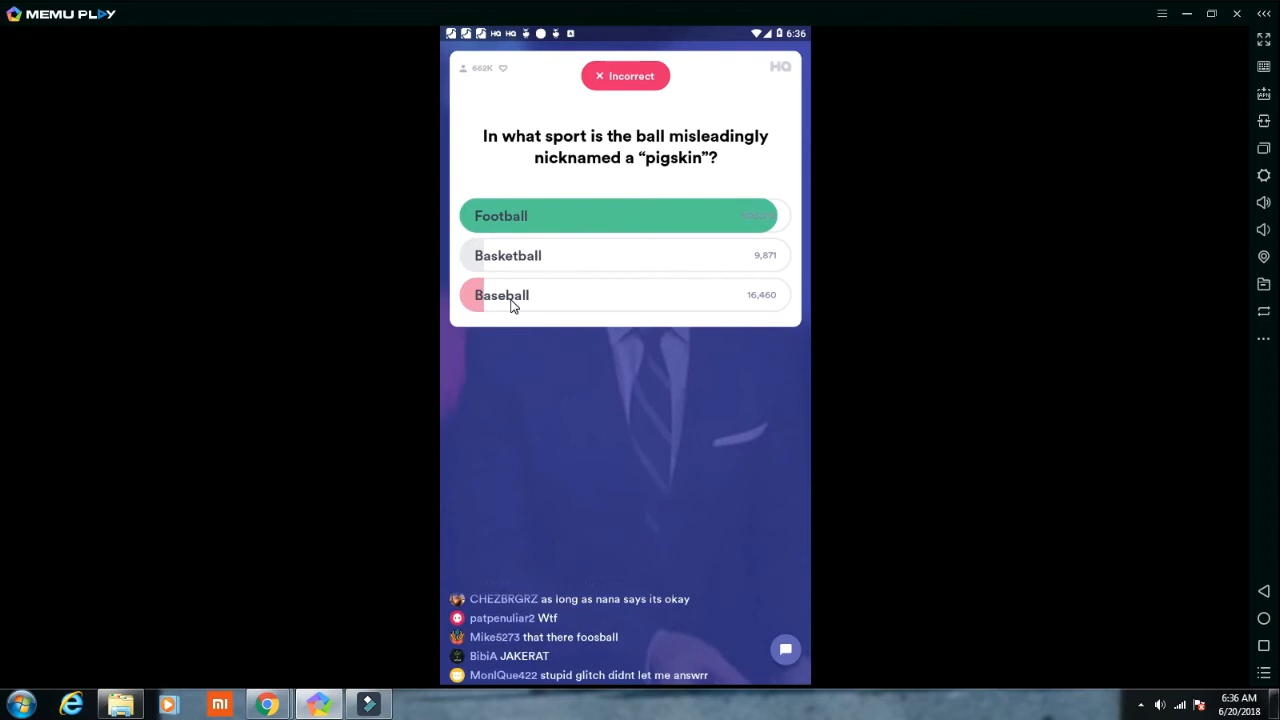 MEMU PLAY
HQ HQ
6:36
662K
HQ
× Incorrect
In what sport is the ball misleadingly
nicknamed a “pigskin”?
Football
Basketball
9,871
Baseball
16,460
CHEZBRGRZ as long as nana says its okay
patpenuliar2 Wtf
Mike5273 that there foosball
BibiA JAKERAT
MonIQue422 stupid glitch didnt let me answrr
6:36 AM
6/20/2018